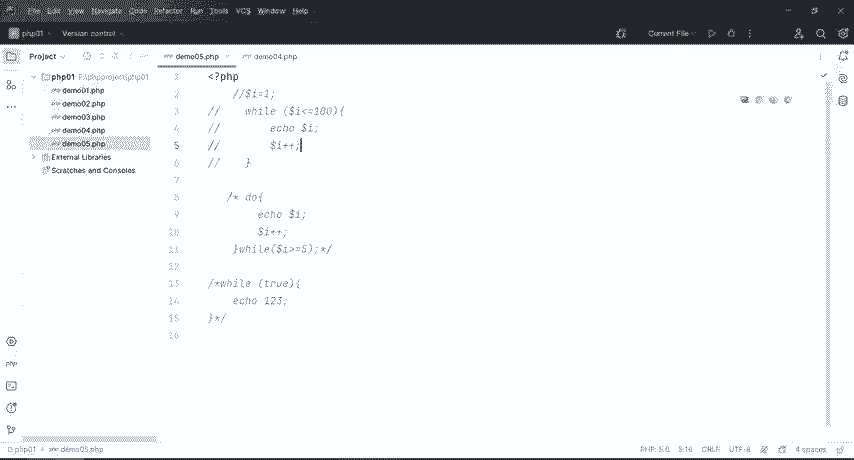 File Edit View Navigate Code Refactor Run Tools VCS Window Help
php01 Version control Current File
Project
demo05.php demo04.php
php01 F:\phpproject\php01
demo01.php
demo02.php
demo03.php
demo04.php
demo05.php
External Libraries
Scratches and Consoles
1 <?php
2 //$i=1;
3 // while ($i<=100){
4 // echo $i;
5 // $i++;
6 // }
7
8 /* do{
9 echo $i;
10 $i++;
11 }while($i>=5);*/
12
13 /*while (true){
14 echo 123;
15 }*/
16
php
php01 demo05.php
5:16 CRLF UTF-8 4 spaces